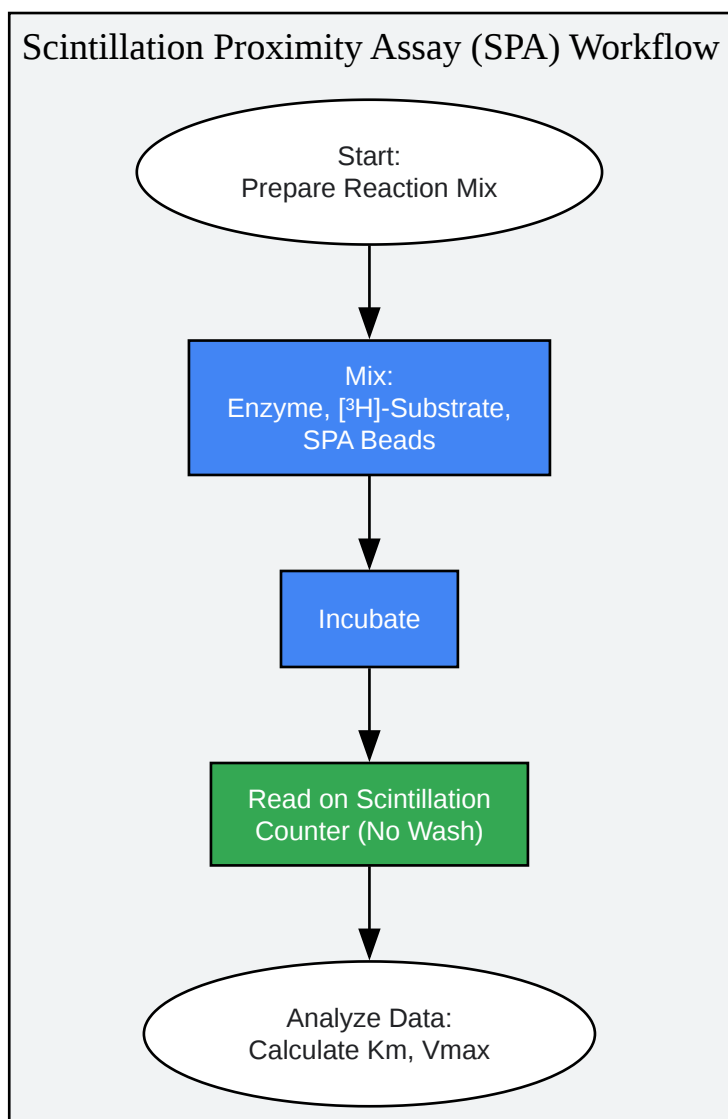 Scintillation Proximity Assay (SPA) Workflow
Start:
Prepare Reaction Mix
Mix:
Enzyme, [³H]-Substrate,
SPA Beads
Incubate
Read on Scintillation
Counter (No Wash)
Analyze Data:
Calculate Km, Vmax